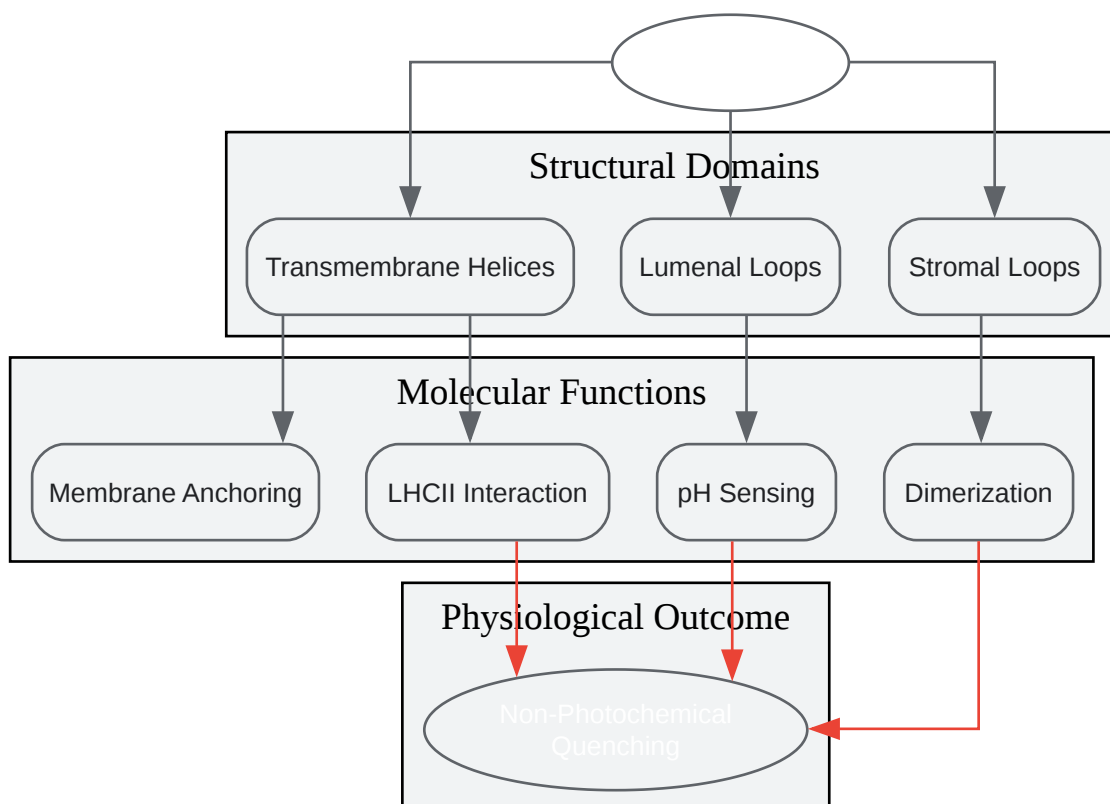 Structural Domains
Transmembrane Helices
Lumenal Loops
Stromal Loops
Molecular Functions
Membrane Anchoring
LHCII Interaction
pH Sensing
Dimerization
Physiological Outcome
Non-Photochemical
Quenching